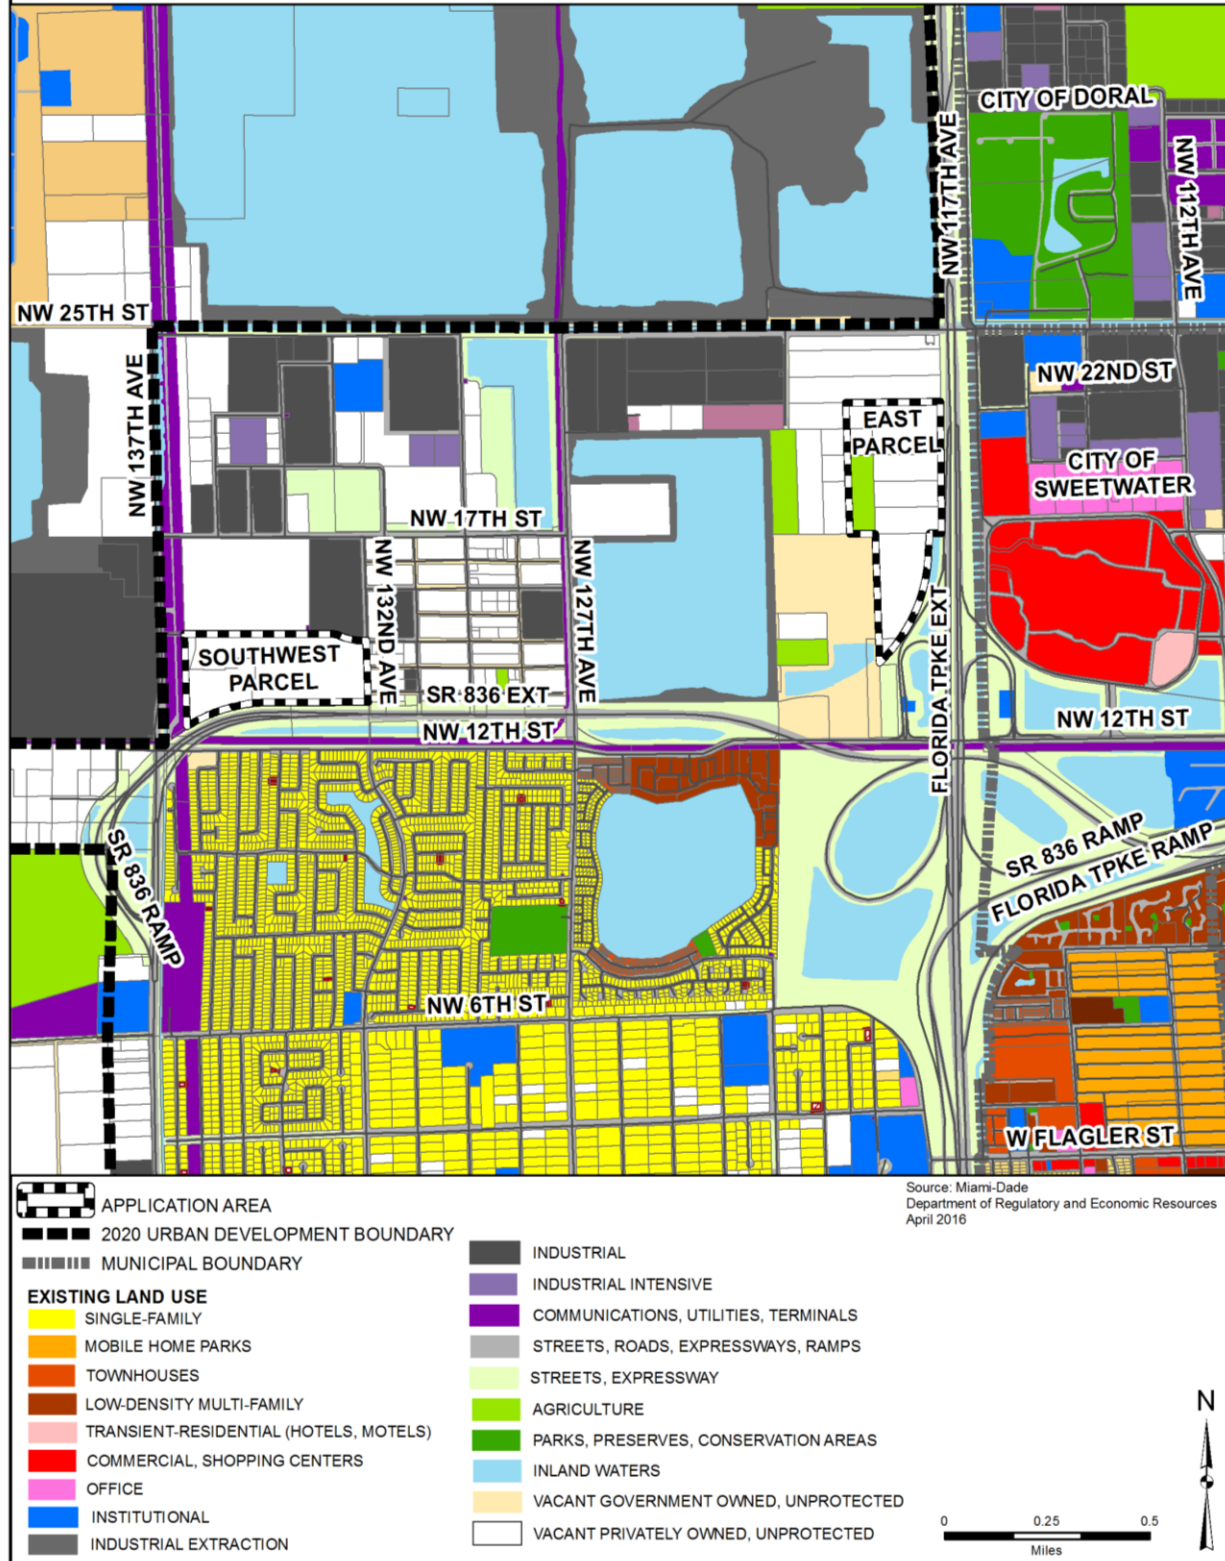 CITY OF DORAL
NW 117TH AVE
NW 112TH AVE
NW 25TH ST
NW 137TH AVE
NW 22ND ST
EAST
PARCEL
CITY OF
SWEETWATER
NW 17TH ST
NW 132ND AVE
NW 127TH AVE
FLORIDA TPKE EXT
SOUTHWEST
PARCEL
SR 836 EXT
NW 12TH ST
NW 12TH ST
SR 836 RAMP
SR 836 RAMP
FLORIDA TPKE RAMP
NW 6TH ST
W FLAGLER ST
APPLICATION AREA
2020 URBAN DEVELOPMENT BOUNDARY
MUNICIPAL BOUNDARY
EXISTING LAND USE
SINGLE-FAMILY
MOBILE HOME PARKS
TOWNHOUSES
LOW-DENSITY MULTI-FAMILY
TRANSIENT-RESIDENTIAL (HOTELS, MOTELS)
COMMERCIAL, SHOPPING CENTERS
OFFICE
INSTITUTIONAL
INDUSTRIAL EXTRACTION
INDUSTRIAL
INDUSTRIAL INTENSIVE
COMMUNICATIONS, UTILITIES, TERMINALS
STREETS, ROADS, EXPRESSWAYS, RAMPS
STREETS, EXPRESSWAY
AGRICULTURE
PARKS, PRESERVES, CONSERVATION AREAS
INLAND WATERS
VACANT GOVERNMENT OWNED, UNPROTECTED
VACANT PRIVATELY OWNED, UNPROTECTED
Source: Miami-Dade
Department of Regulatory and Economic Resources
April 2016
N
0 0.25 0.5
Miles